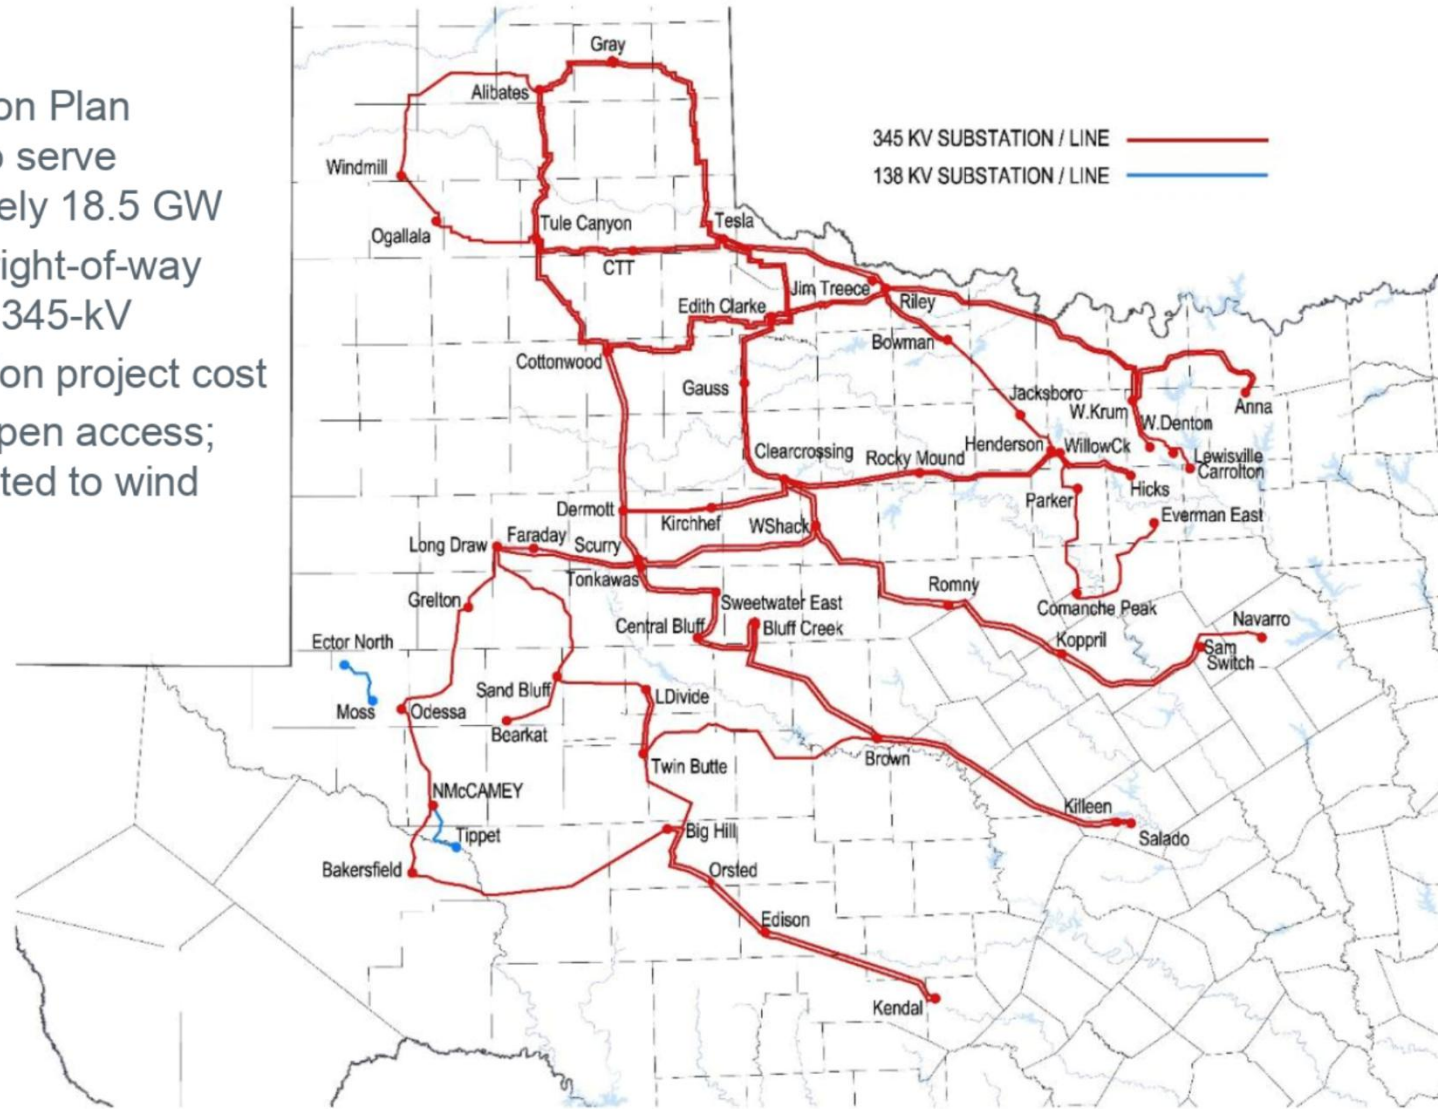 on Plan
o serve
ely 18.5 GW
ight-of-way
345-kV
on project cost
pen access;
ted to wind
345 KV SUBSTATION / LINE
138 KV SUBSTATION / LINE
Gray
Alibates
Windmill
Ogallala
Tule Canyon
Tesla
CTT
Jim Treece
Edith Clarke
Riley
Bowman
Cottonwood
Gauss
Jacksboro
W.Krum
Anna
W.Denton
Clearcrossing
Rocky Mound
Henderson
WillowCk
Lewisville
Carrolton
Hicks
Parker
Dermott
Kirchhef
WShack
Everman East
Long Draw
Faraday
Scurry
Tonkawas
Grelton
Sweetwater East
Romny
Comanche Peak
Central Bluff
Bluff Creek
Navarro
Ector North
Koppril
Sam
Switch
Sand Bluff
LDivide
Moss
Odessa
Bearkat
Twin Butte
Brown
NMcCAMEY
Killeen
Tippet
Big Hill
Salado
Bakersfield
Orsted
Edison
Kendal